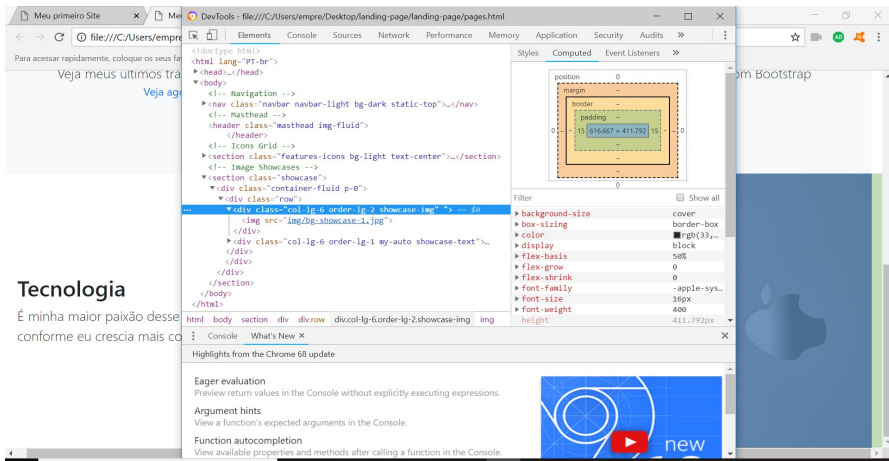 Meu primeiro Site
Me
DevTools - file:///C:/Users/empre/Desktop/landing-page/landing-page/pages.html
file:///C:/Users/empre
Elements Console Sources Network Performance Memory Application Security Audits
AD
Para acessar rapidamente, coloque os seus fa
Veja meus últimos tra
om Bootstrap
Veja ago
<!doctype html>
<html lang="PT-br">
<head>…</head>
<body>
<!-- Navigation -->
<nav class="navbar navbar-light bg-dark static-top">…</nav>
<!-- Masthead -->
<header class="masthead img-fluid">
</header>
<!-- Icons Grid -->
<section class="features-icons bg-light text-center">…</section>
<!-- Image Showcases -->
<section class="showcase">
<div class="container-fluid p-0">
<div class="row">
<div class="col-lg-6 order-lg-2 showcase-img" "> == $0
<img src="img/bg-showcase-1.jpg">
</div>
<div class="col-lg-6 order-lg-1 my-auto showcase-text">…
</div>
</div>
</div>
</section>
</body>
</html>
html body section div div.row div.col-lg-6.order-lg-2.showcase-img img
Styles Computed Event Listeners
position 0
margin -
border -
padding -
0 - - 15 616.667 × 411.792 15 - - 0
-
-
-
0
Filter Show all
background-size cover
box-sizing border-box
color rgb(33,…
display block
flex-basis 50%
flex-grow 0
flex-shrink 0
font-family -apple-sys…
font-size 16px
font-weight 400
height 411.792px
Tecnologia
É minha maior paixão desse
conforme eu crescia mais co
Console What's New
Highlights from the Chrome 68 update
Eager evaluation
Preview return values in the Console without explicitly executing expressions.
Argument hints
View a function's expected arguments in the Console.
Function autocompletion
View available properties and methods after calling a function in the Console.
new